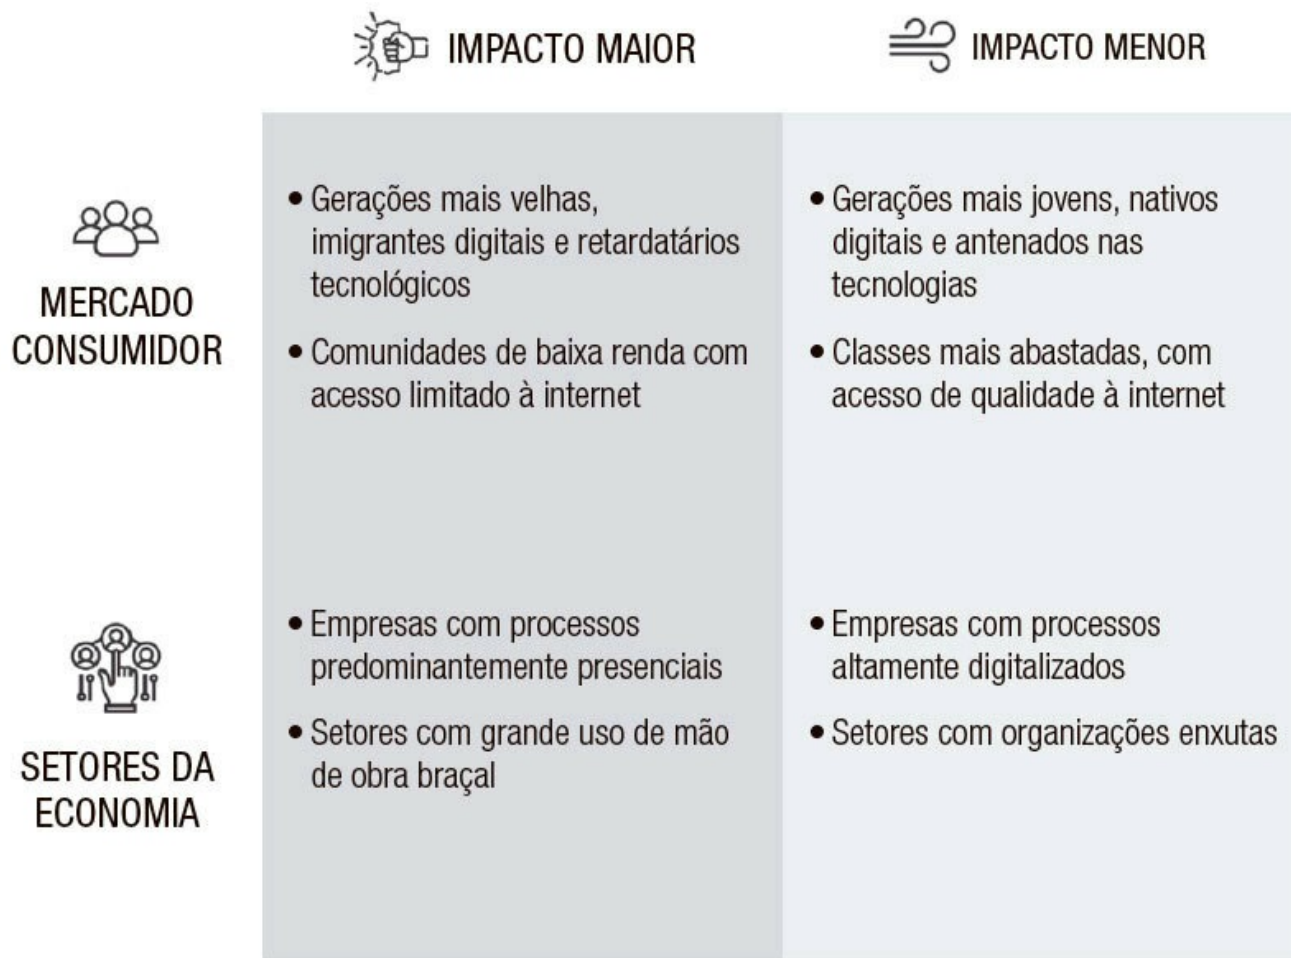 IMPACTO MAIOR
IMPACTO MENOR
MERCADO
CONSUMIDOR
• Gerações mais velhas,
imigrantes digitais e retardatários
tecnológicos
• Comunidades de baixa renda com
acesso limitado à internet
• Gerações mais jovens, nativos
digitais e antenados nas
tecnologias
• Classes mais abastadas, com
acesso de qualidade à internet
SETORES DA
ECONOMIA
• Empresas com processos
predominantemente presenciais
• Setores com grande uso de mão
de obra braçal
• Empresas com processos
altamente digitalizados
• Setores com organizações enxutas